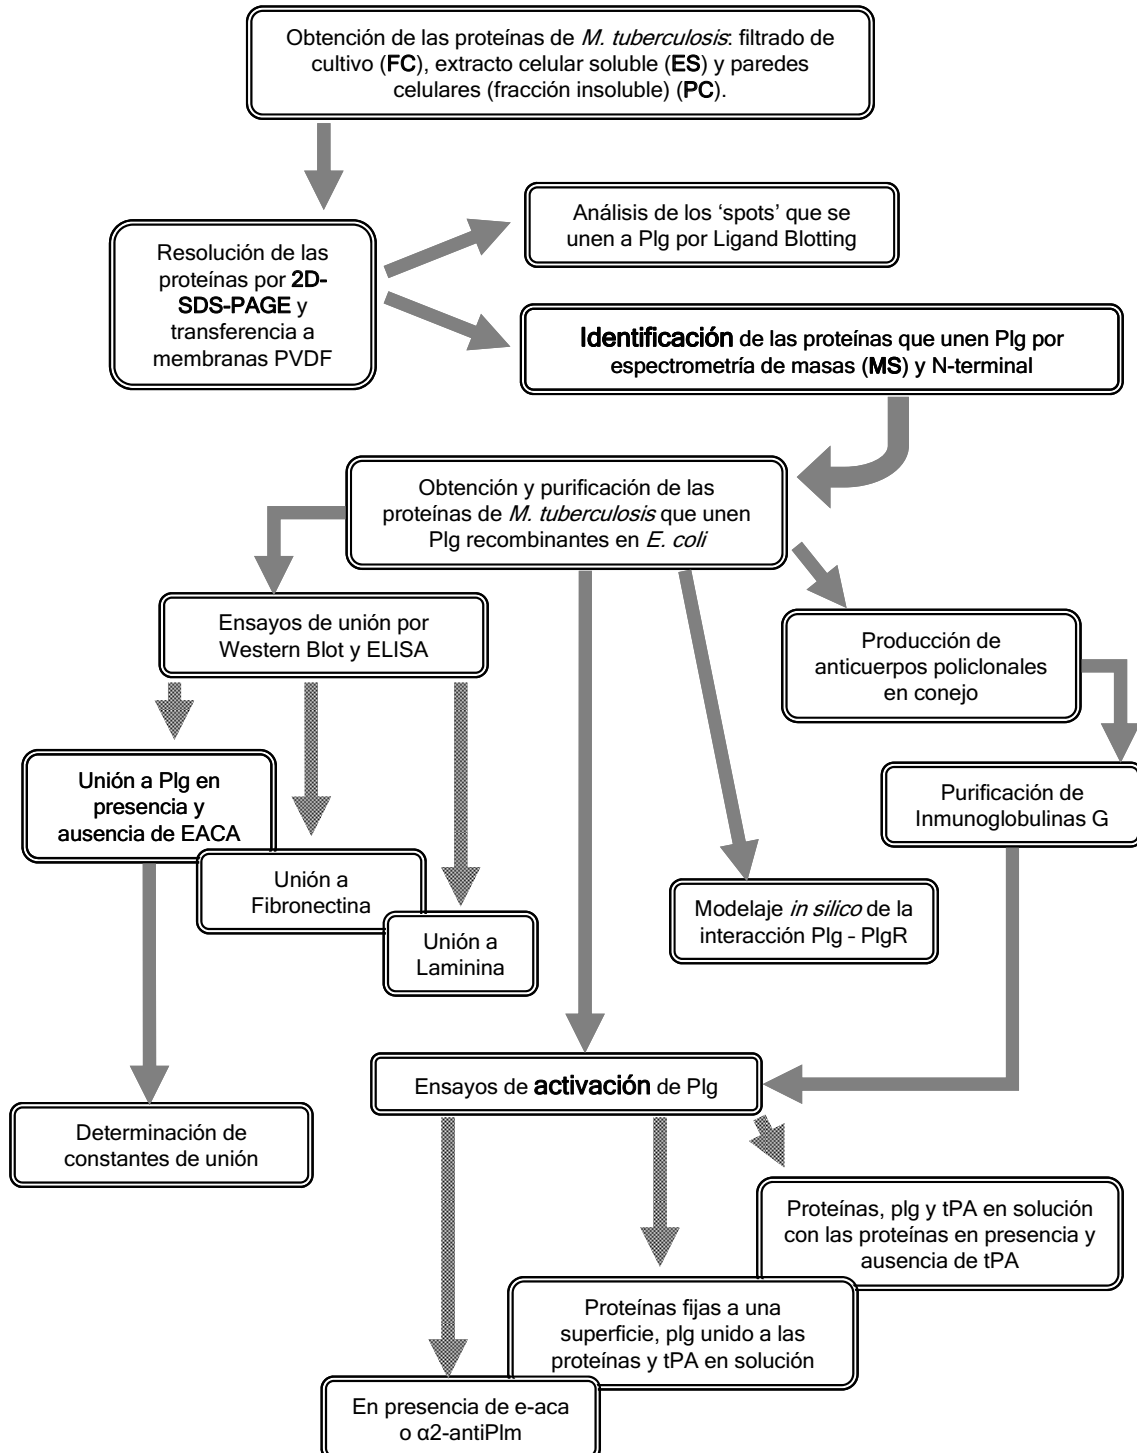 Obtención de las proteínas de M. tuberculosis: filtrado de
cultivo (FC), extracto celular soluble (ES) y paredes
celulares (fracción insoluble) (PC).
Análisis de los ‘spots’ que se
unen a Plg por Ligand Blotting
Resolución de las
proteínas por 2D-
SDS-PAGE y
transferencia a
membranas PVDF
Identificación de las proteínas que unen Plg por
espectrometría de masas (MS) y N-terminal
Obtención y purificación de las
proteínas de M. tuberculosis que unen
Plg recombinantes en E. coli
Ensayos de unión por
Western Blot y ELISA
Producción de
anticuerpos policlonales
en conejo
Unión a Plg en
presencia y
ausencia de EACA
Purificación de
Inmunoglobulinas G
Unión a
Fibronectina
Modelaje in silico de la
interacción Plg – PlgR
Unión a
Laminina
Ensayos de activación de Plg
Determinación de
constantes de unión
Proteínas, plg y tPA en solución
con las proteínas en presencia y
ausencia de tPA
Proteínas fijas a una
superficie, plg unido a las
proteínas y tPA en solución
En presencia de e-aca
o α2-antiPlm